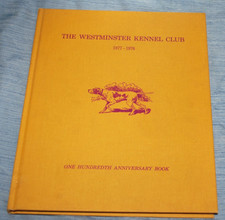 THE WESTMINSTER KENNEL CLUB
1877-1976
ONE HUNDREDTH ANNIVERSARY BOOK